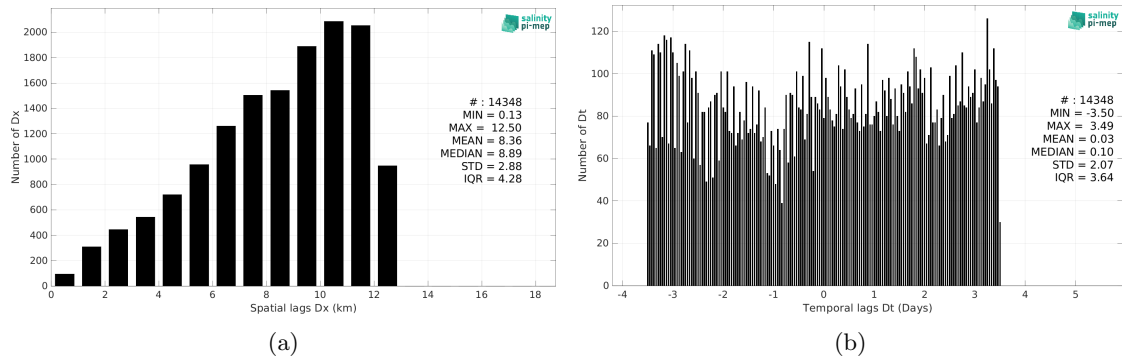 salinity
pi-mep
2000
1800
1600
1400
1200
1000
800
600
400
200
0
Number of Dx
# : 14348
MIN = 0.13
MAX = 12.50
MEAN = 8.36
MEDIAN = 8.89
STD = 2.88
IQR = 4.28
0 2 4 6 8 10 12 14 16 18
Spatial lags Dx (km)
(a)
salinity
pi-mep
120
100
80
60
40
20
0
Number of Dt
# : 14348
MIN = -3.50
MAX = 3.49
MEAN = 0.03
MEDIAN = 0.10
STD = 2.07
IQR = 3.64
-4 -3 -2 -1 0 1 2 3 4 5
Temporal lags Dt (Days)
(b)